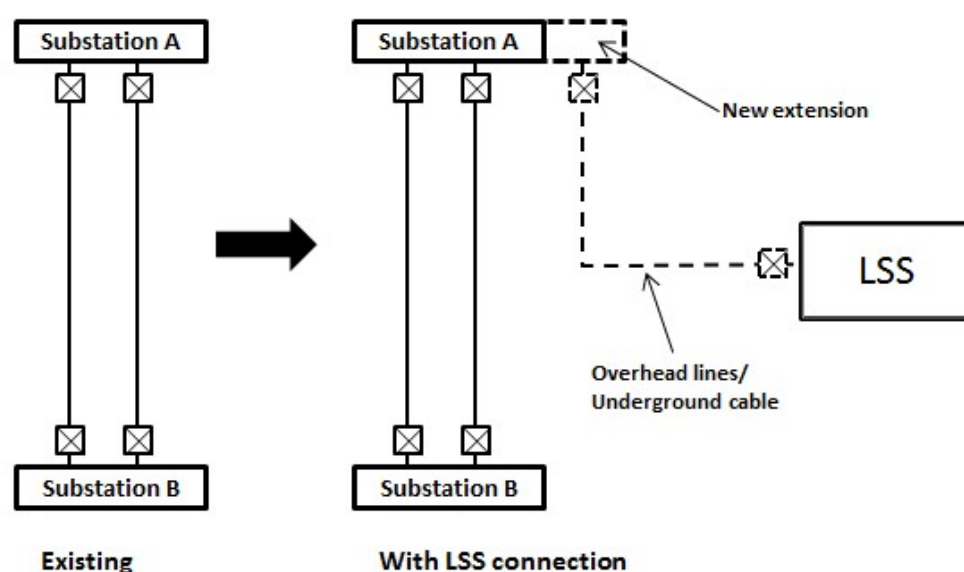 Substation A
Substation A
New extension
LSS
Overhead lines/
Underground cable
Substation B
Substation B
Existing
With LSS connection